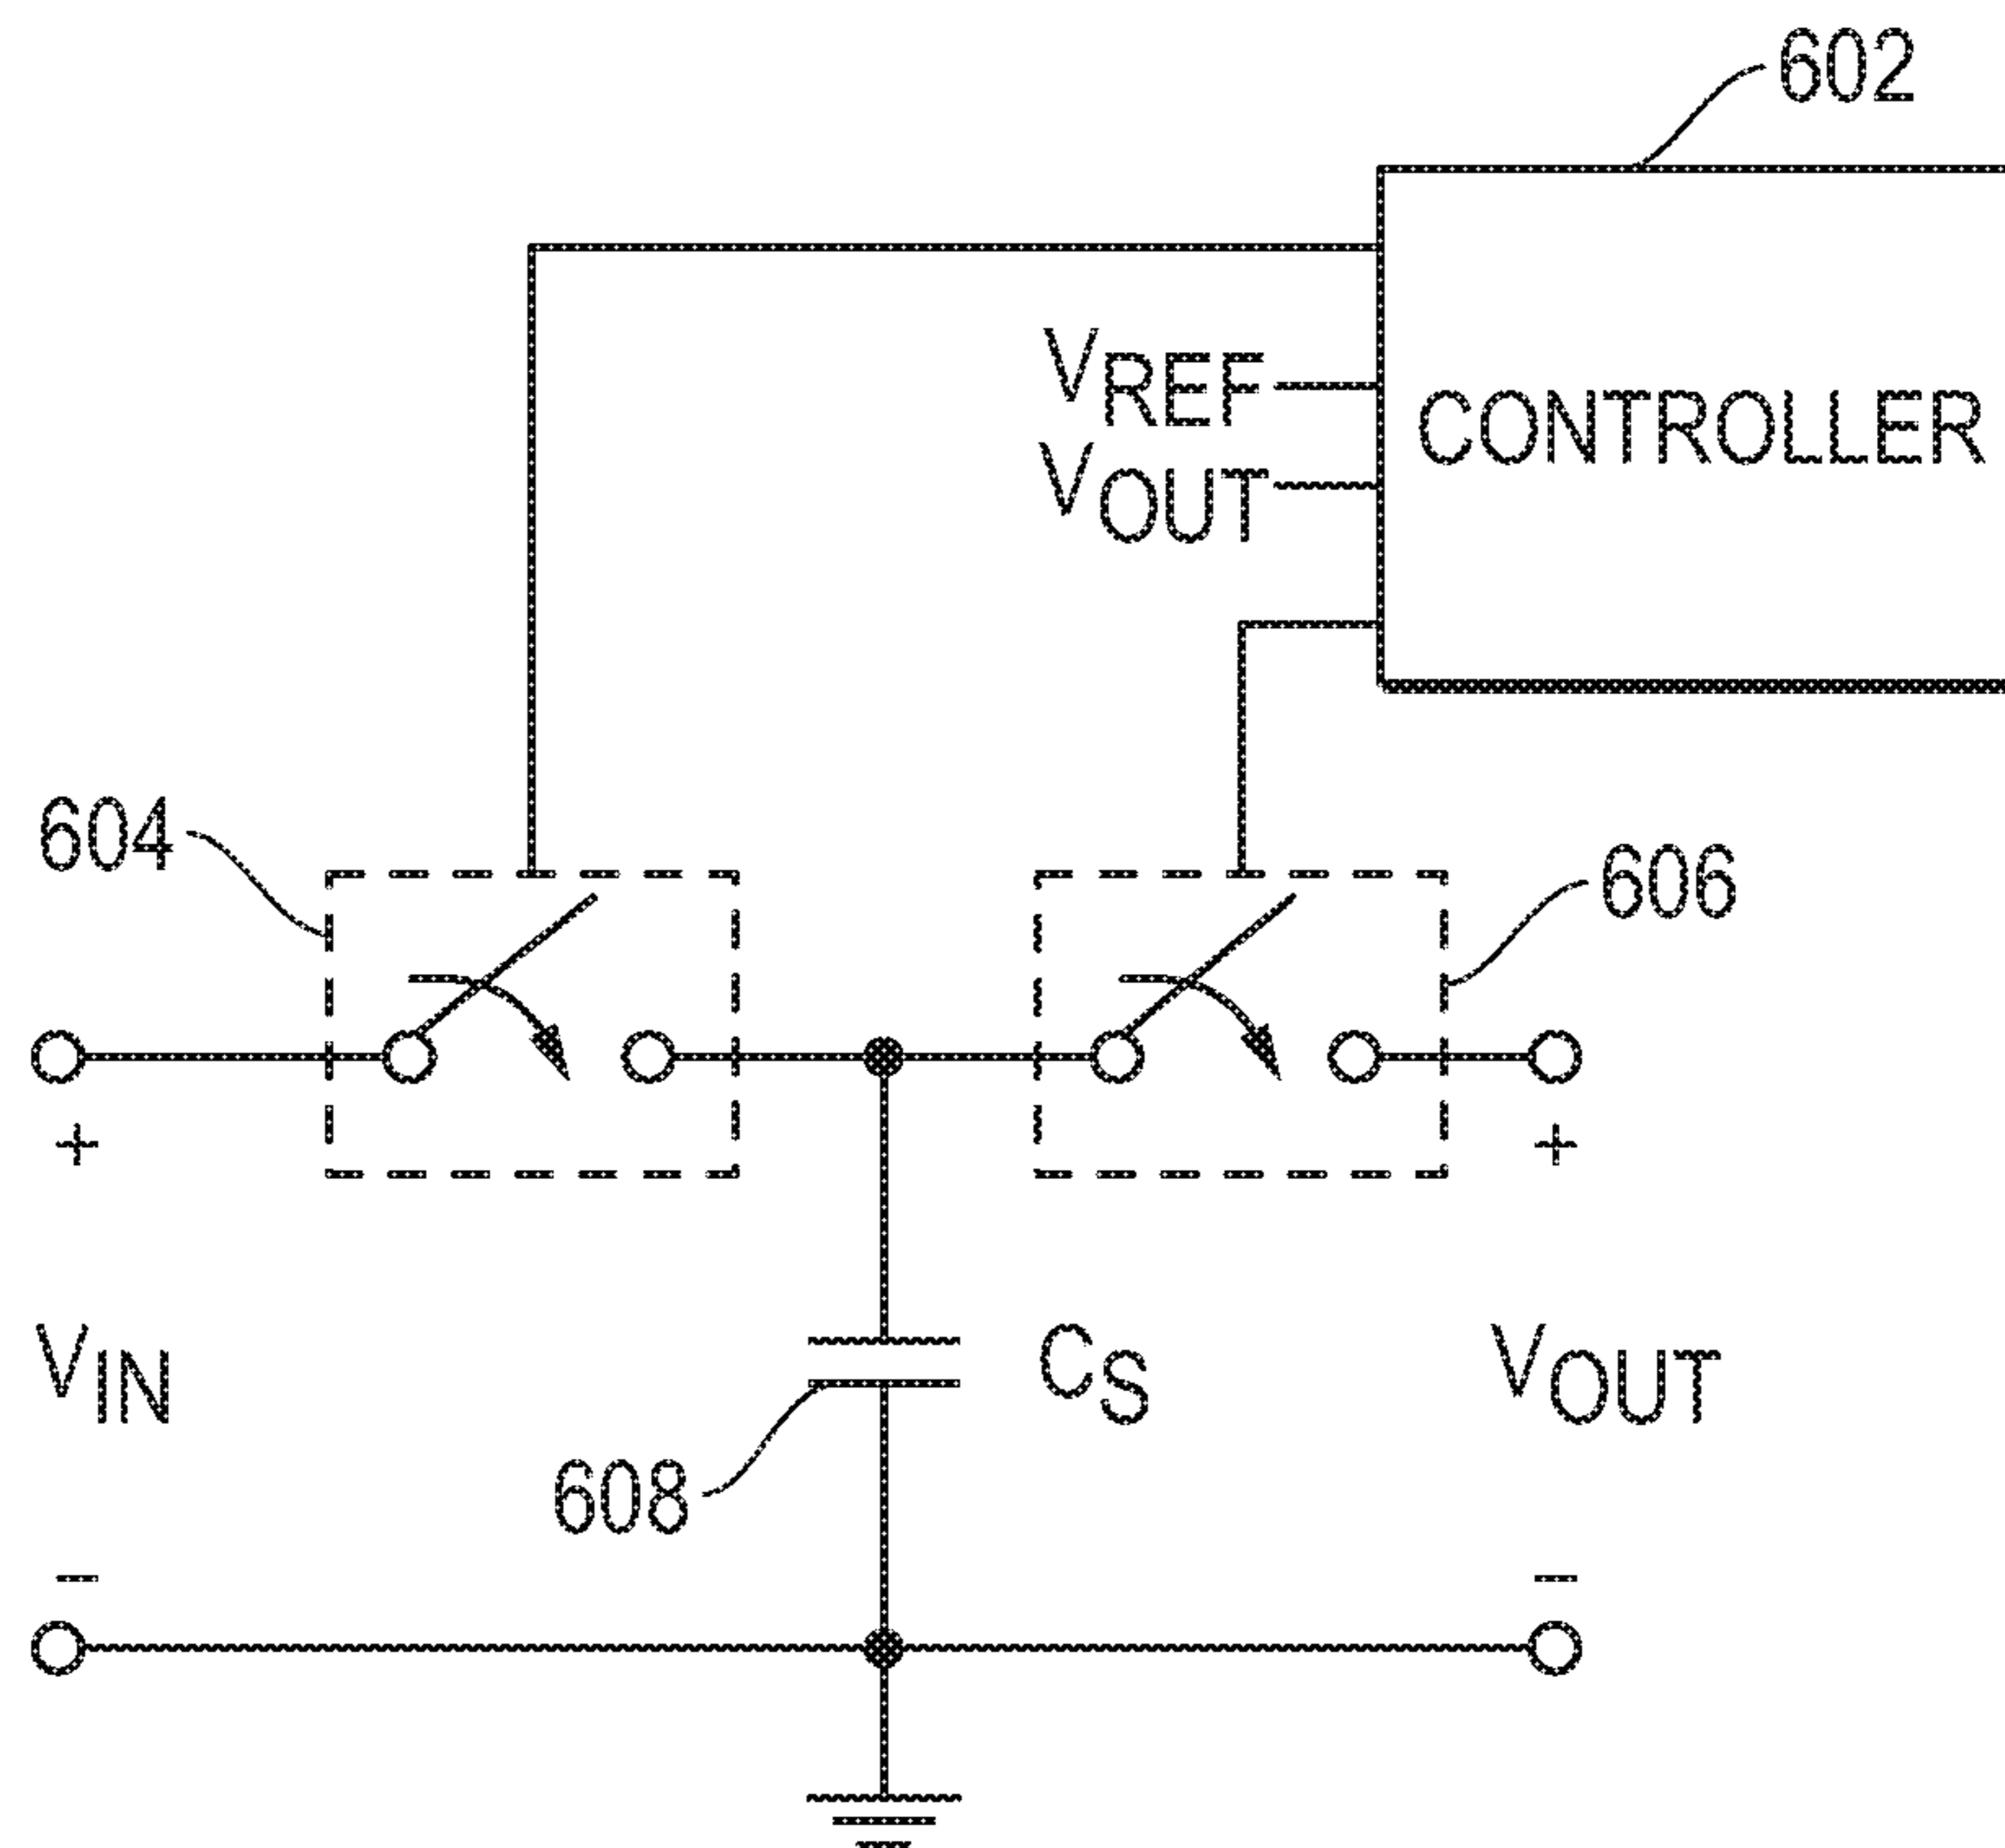 602
VREF
VOUT
CONTROLLER
604
606
+
+
VIN
CS
VOUT
608
−
−